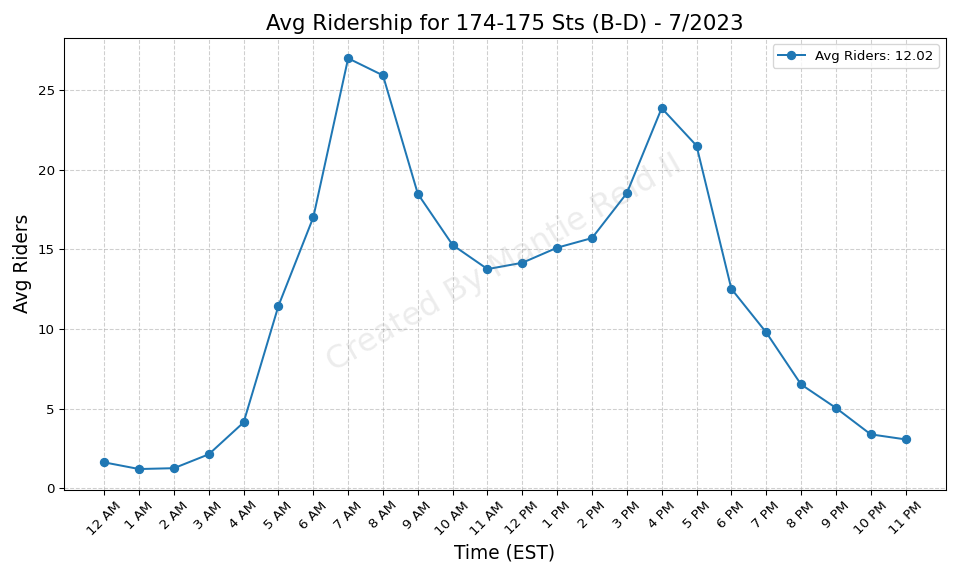 Avg Ridership for 174-175 Sts (B-D) - 7/2023
Avg Riders: 12.02
Avg Riders
25
20
15
10
5
0
Created By Mantle Reid II
12 AM
1 AM
2 AM
3 AM
4 AM
5 AM
6 AM
7 AM
8 AM
9 AM
10 AM
11 AM
12 PM
1 PM
2 PM
3 PM
4 PM
5 PM
6 PM
7 PM
8 PM
9 PM
10 PM
11 PM
Time (EST)